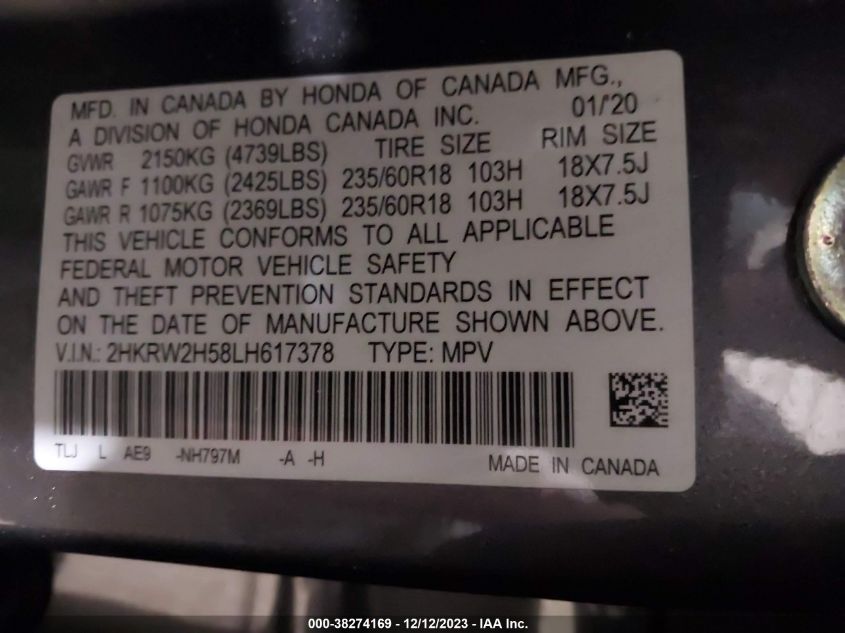 MFD. IN CANADA BY HONDA OF CANADA MFG.,
A DIVISION OF HONDA CANADA INC. 01/'20
GVWR 2150KG (4739LBS) TIRE SIZE RIM SIZE
GAWR F 1100KG (2425LBS) 235/60R18 103H 18X7.5J
GAWR R 1075KG (2369LBS) 235/60R18 103H 18X7.5J
THIS VEHICLE CONFORMS TO ALL APPLICABLE
FEDERAL MOTOR VEHICLE SAFETY
AND THEFT PREVENTION STANDARDS IN EFFECT
ON THE DATE OF MANUFACTURE SHOWN ABOVE.
V.I.N.: 2HKRW2H58LH617378 TYPE: MPV
TLJ L AE9 -NH797M -A -H MADE IN CANADA
000-38274169 - 12/12/2023 - IAA Inc.